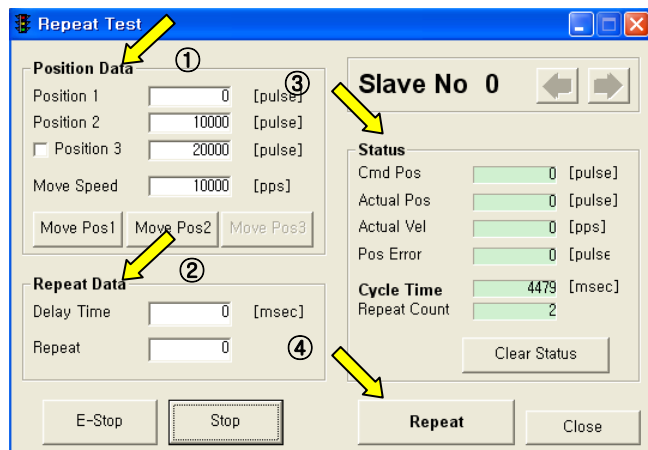 Repeat Test
①
Position Data
Position 1 0 [pulse]
Position 2 10000 [pulse]
Position 3 20000 [pulse]
Move Speed 10000 [pps]
Move Pos1 Move Pos2 Move Pos3
②
Repeat Data
Delay Time 0 [msec]
Repeat 0
E-Stop Stop
③
Slave No 0
Status
Cmd Pos 0 [pulse]
Actual Pos 0 [pulse]
Actual Vel 0 [pps]
Pos Error 0 [pulse
Cycle Time 4479 [msec]
Repeat Count 2
Clear Status
④
Repeat Close